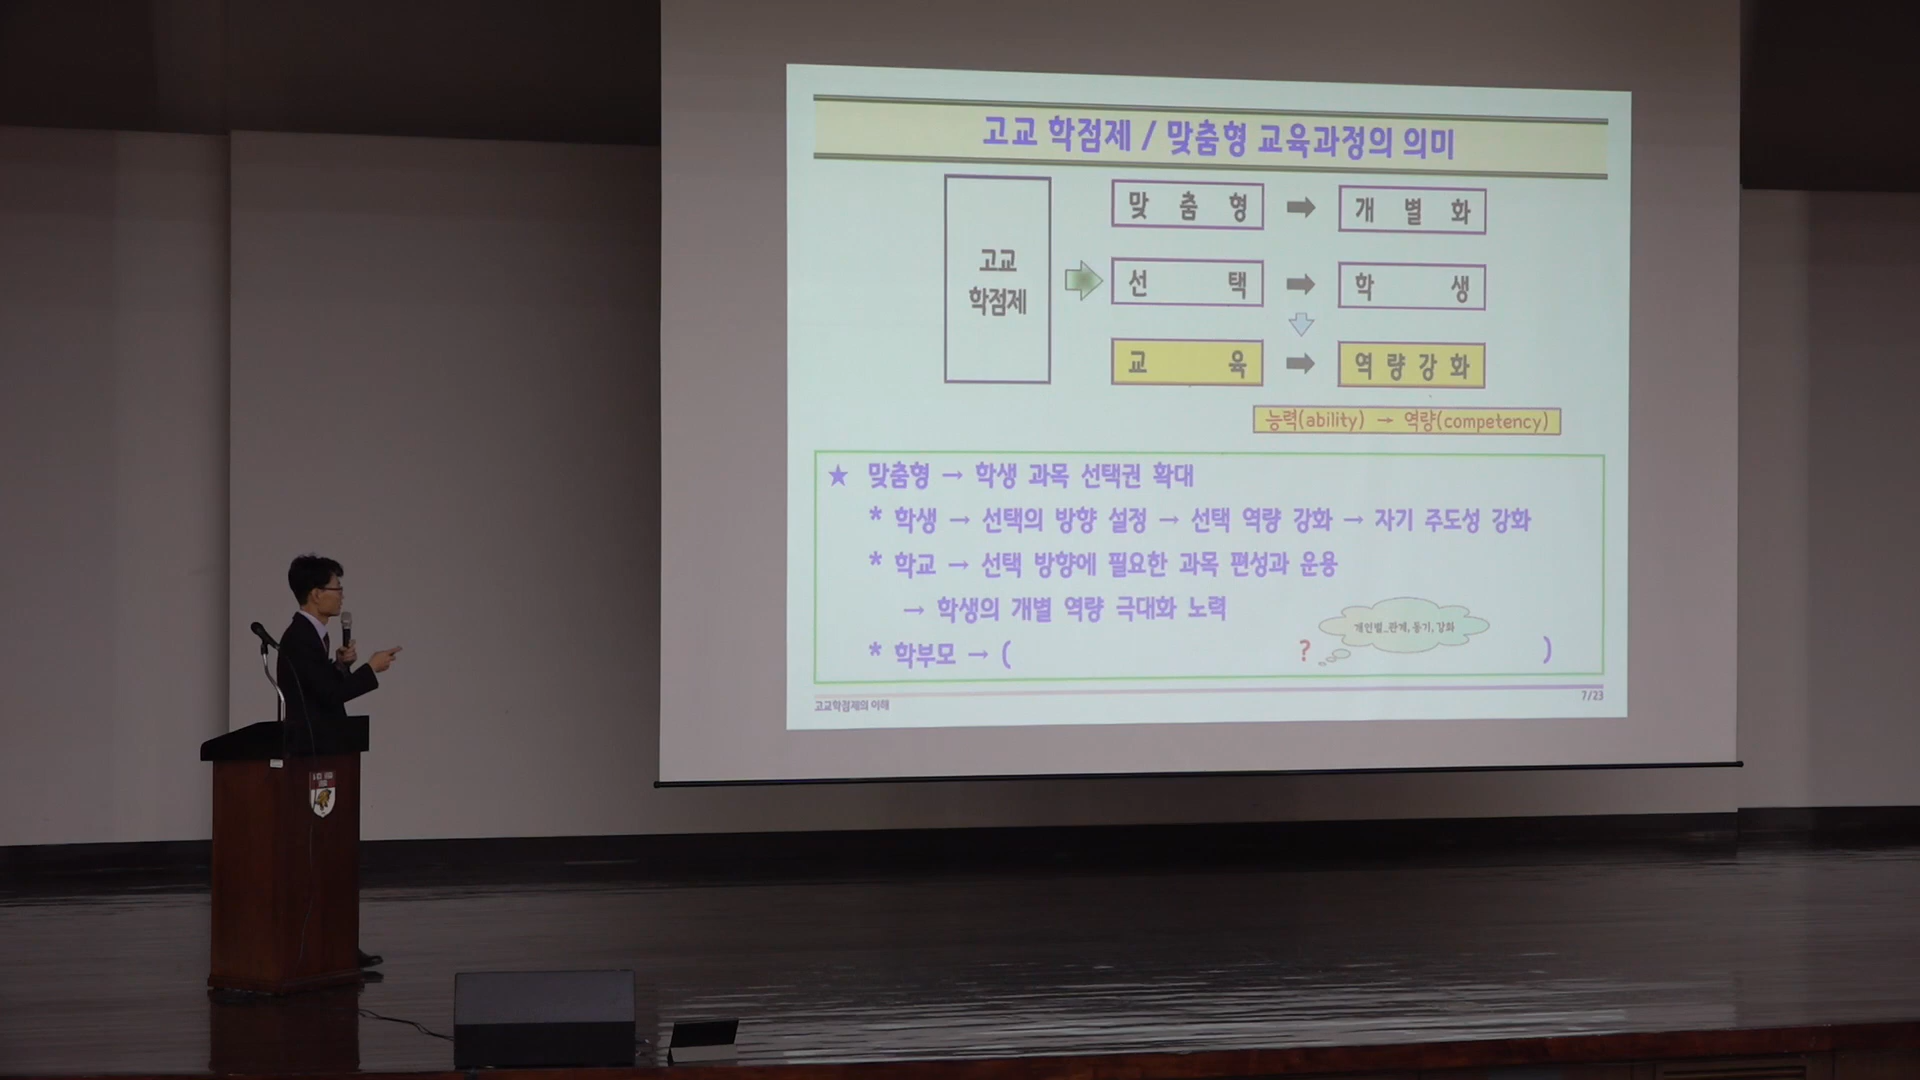 고교 학점제 / 맞춤형 교육과정의 의미
고교
학점제
맞 춤 형 ➡ 개 별 화
선 택 ➡ 학 생
교 육 ➡ 역 량 강 화
능력(ability) → 역량(competency)
★ 맞춤형 → 학생 과목 선택권 확대
* 학생 → 선택의 방향 설정 → 선택 역량 강화 → 자기 주도성 강화
* 학교 → 선택 방향에 필요한 과목 편성과 운용
→ 학생의 개별 역량 극대화 노력
개인별_관계, 동기, 강화
* 학부모 → ( ? )
고교학점제의 이해
7/23